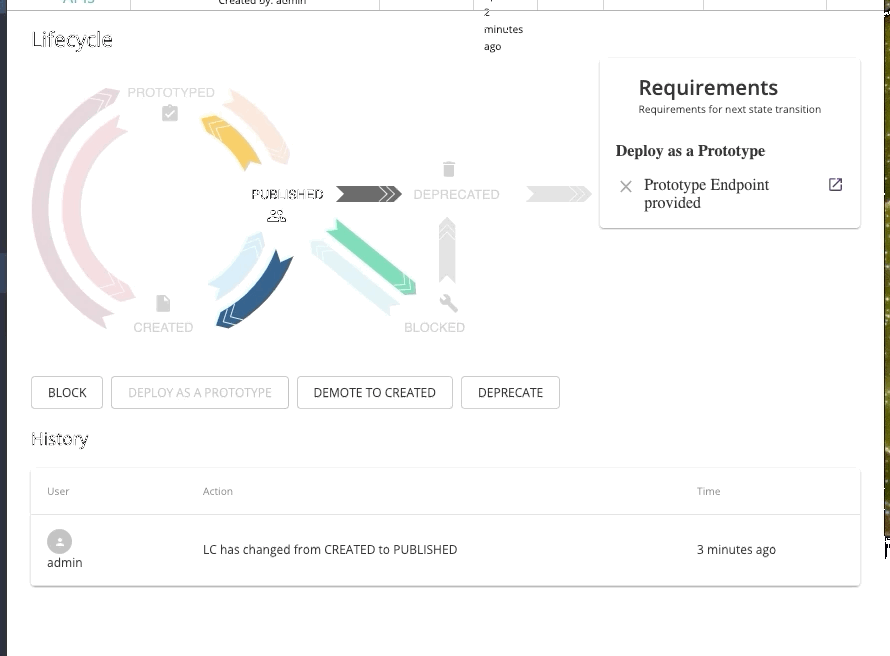 APIs
Created by: admin
2
minutes
ago
Lifecycle
Requirements
Requirements for next state transition
PROTOTYPED
Deploy as a Prototype
Prototype Endpoint
provided
PUBLISHED
DEPRECATED
CREATED
BLOCKED
BLOCK
DEPLOY AS A PROTOTYPE
DEMOTE TO CREATED
DEPRECATE
History
User
Action
Time
admin
LC has changed from CREATED to PUBLISHED
3 minutes ago